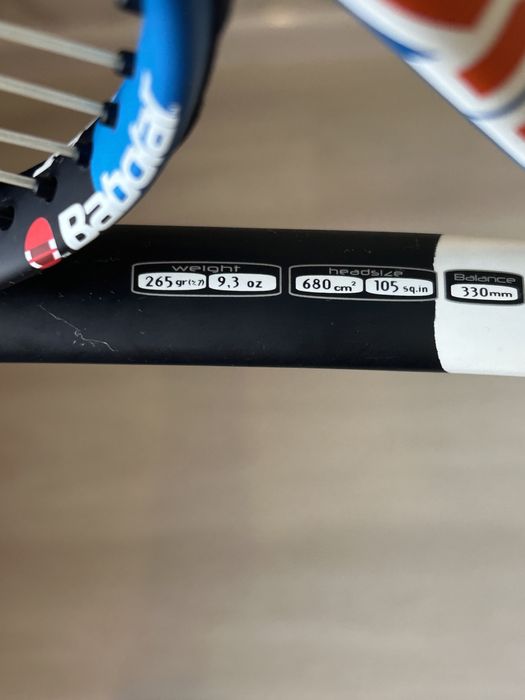 Babolat
weight
265 gr(±7) 9,3 oz
headsize
680 cm² 105 sq.in
Balance
330mm